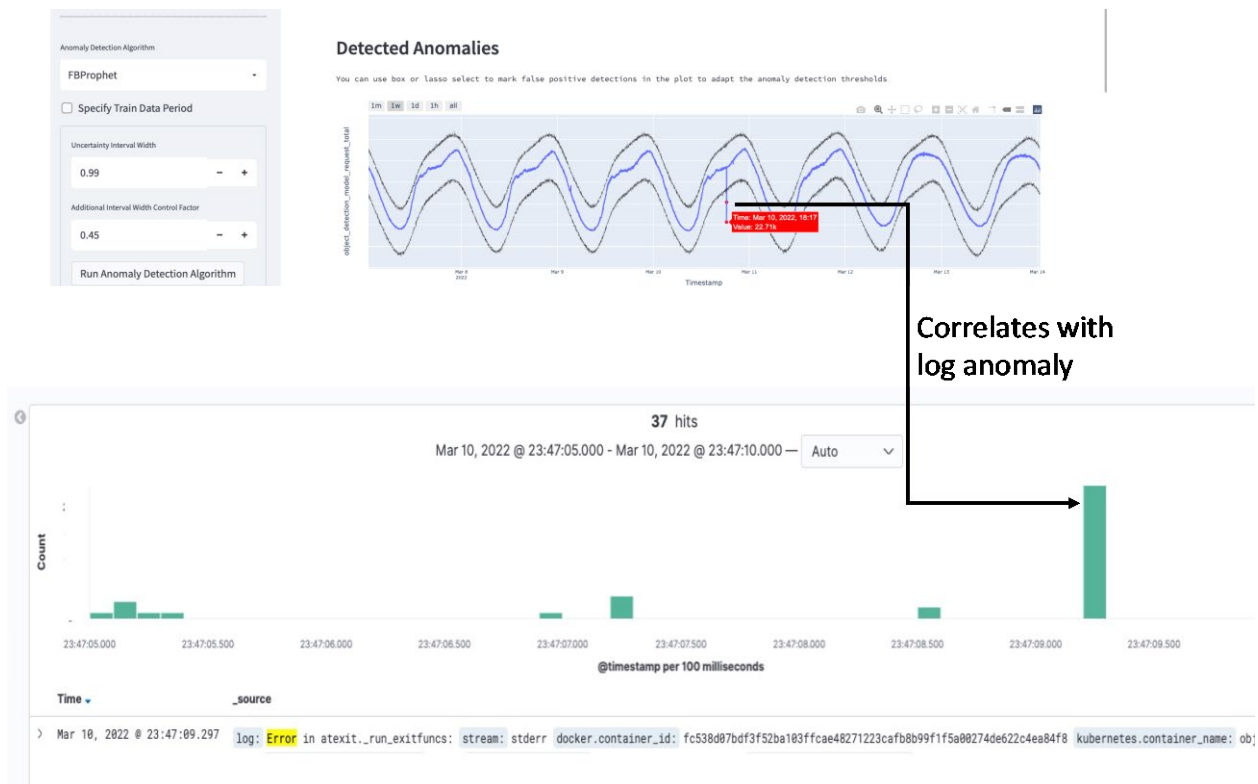 Anomaly Detection Algorithm
FBProphet
Specify Train Data Period
Uncertainty Interval Width
0.99 - +
Additional Interval Width Control Factor
0.45 - +
Run Anomaly Detection Algorithm
Detected Anomalies
You can use box or lasso select to mark false positive detections in the plot to adapt the anomaly detection thresholds
1m 1w 1d 1h all
object_detection_model_request_total
Time: Mar 10, 2022, 18:17
Value: 22.71k
Mar 8 Mar 9 Mar 10 Mar 11 Mar 12 Mar 13 Mar 14
2022
Timestamp
Correlates with
log anomaly
37 hits
Mar 10, 2022 @ 23:47:05.000 - Mar 10, 2022 @ 23:47:10.000 — Auto
Count
23:47:05.000 23:47:05.500 23:47:06.000 23:47:06.500 23:47:07.000 23:47:07.500 23:47:08.000 23:47:08.500 23:47:09.000 23:47:09.500
@timestamp per 100 milliseconds
Time _source
Mar 10, 2022 @ 23:47:09.297 log: Error in atexit._run_exitfuncs: stream: stderr docker.container_id: fc538d07bdf3f52ba103ffcae48271223cafb8b99f1f5a00274de622c4ea84f8 kubernetes.container_name: obj